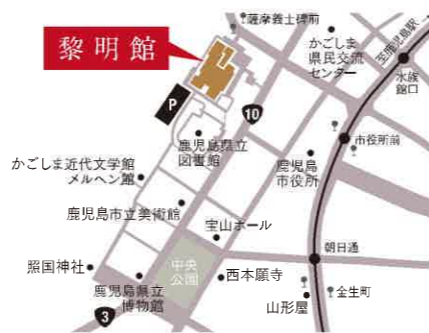 黎明館
薩摩義士碑前
かごしま
県民交流
センター
至鹿児島駅
水族
館口
P
10
鹿児島県立
図書館
市役所前
鹿児島
市役所
かごしま近代文学館
メルヘン館
鹿児島市立美術館
宝山ホール
朝日通
中央
公園
照国神社
西本願寺
鹿児島県立
博物館
金生町
山形屋
3